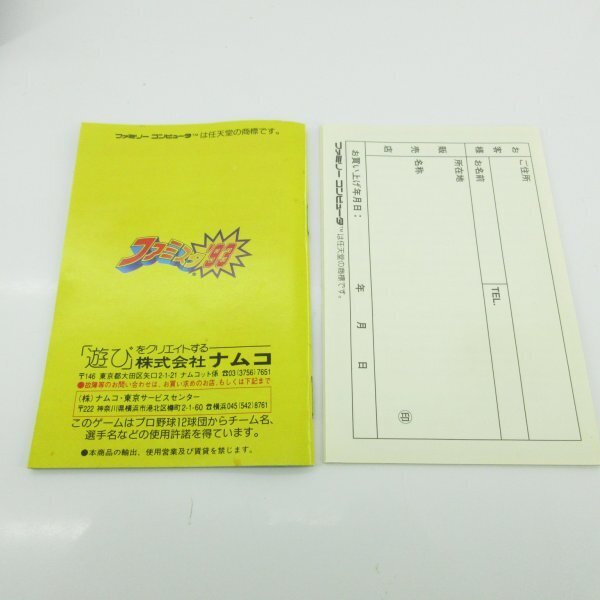 ファミリー コンピュータ™は任天堂の商標です。
ファミスタ'93
「遊び」をクリエイトする
株式会社 ナムコ
〒146 東京都大田区矢口2-1-21 ナムコット係 ☎03(3756)7651
●故障等のお問い合わせは、お買い求めのお店、もしくは下記まで
(株)ナムコ・東京サービスセンター
〒222 神奈川県横浜市港北区樽町2-1-60 ☎横浜045(542)8761
このゲームはプロ野球12球団からチーム名、
選手名などの使用許諾を得ています。
●本商品の輸出、使用営業及び賃貸を禁じます。
お客様
ご住所
お名前
TEL.
販売店
所在地
名称
印
お買い上げ年月日: 年 月 日
ファミリー コンピュータ™は任天堂の商標です。